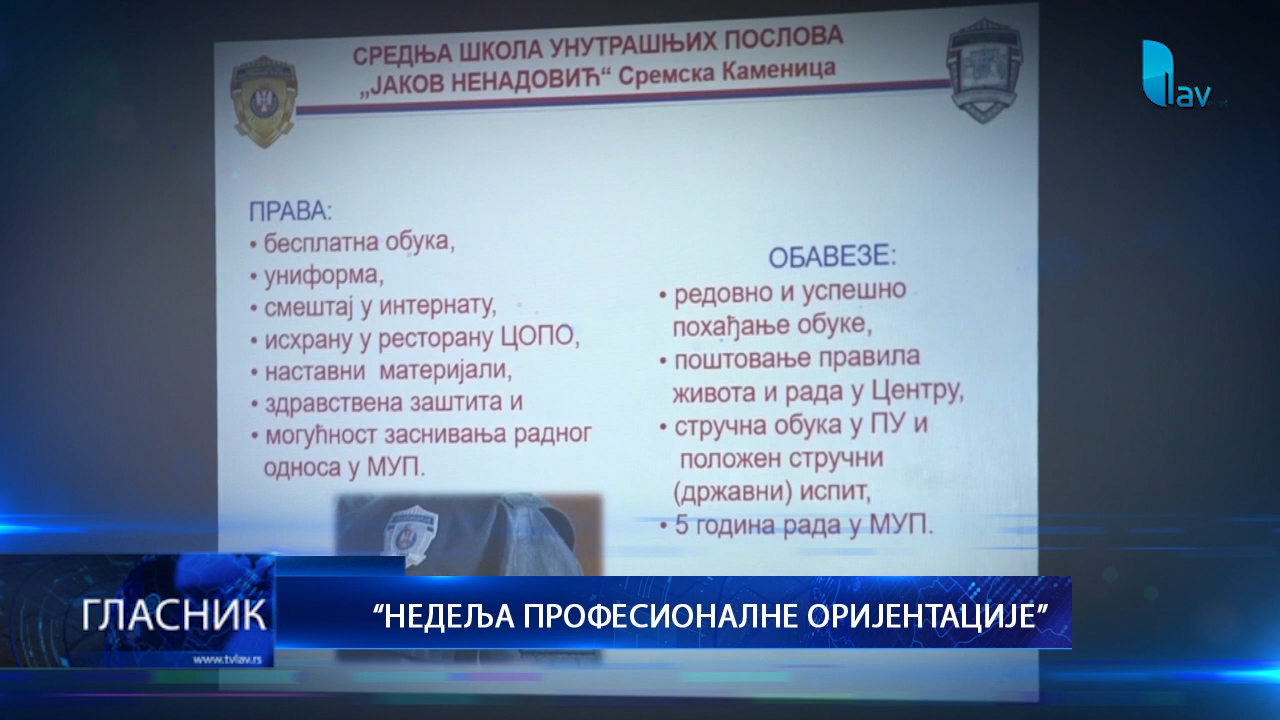 СРЕДЊА ШКОЛА УНУТРАШЊИХ ПОСЛОВА
„ЈАКОВ НЕНАДОВИЋ“ Сремска Каменица
lav
ПРАВА:
• бесплатна обука,
• униформа,
• смештај у интернату,
• исхрану у ресторану ЦОПО,
• наставни материјали,
• здравствена заштита и
• могућност заснивања радног
односа у МУП.
ОБАВЕЗЕ:
• редовно и успешно
похађање обуке,
• поштовање правила
живота и рада у Центру,
• стручна обука у ПУ и
положен стручни
(државни) испит,
• 5 година рада у МУП.
ГЛАСНИК
www.tvlav.rs
“НЕДЕЉА ПРОФЕСИОНАЛНЕ ОРИЈЕНТАЦИЈЕ”